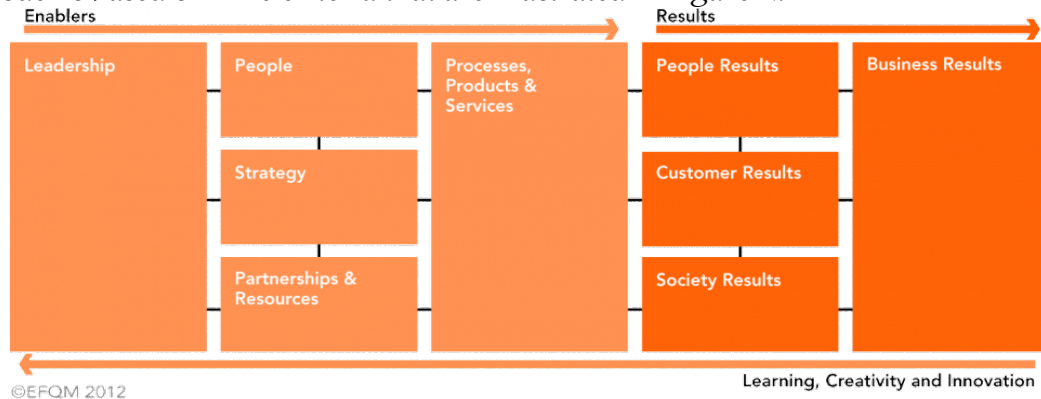 Enablers
Results
Leadership
People
Processes,
Products &
Services
People Results
Business Results
Strategy
Customer Results
Partnerships &
Resources
Society Results
Learning, Creativity and Innovation
©EFQM 2012